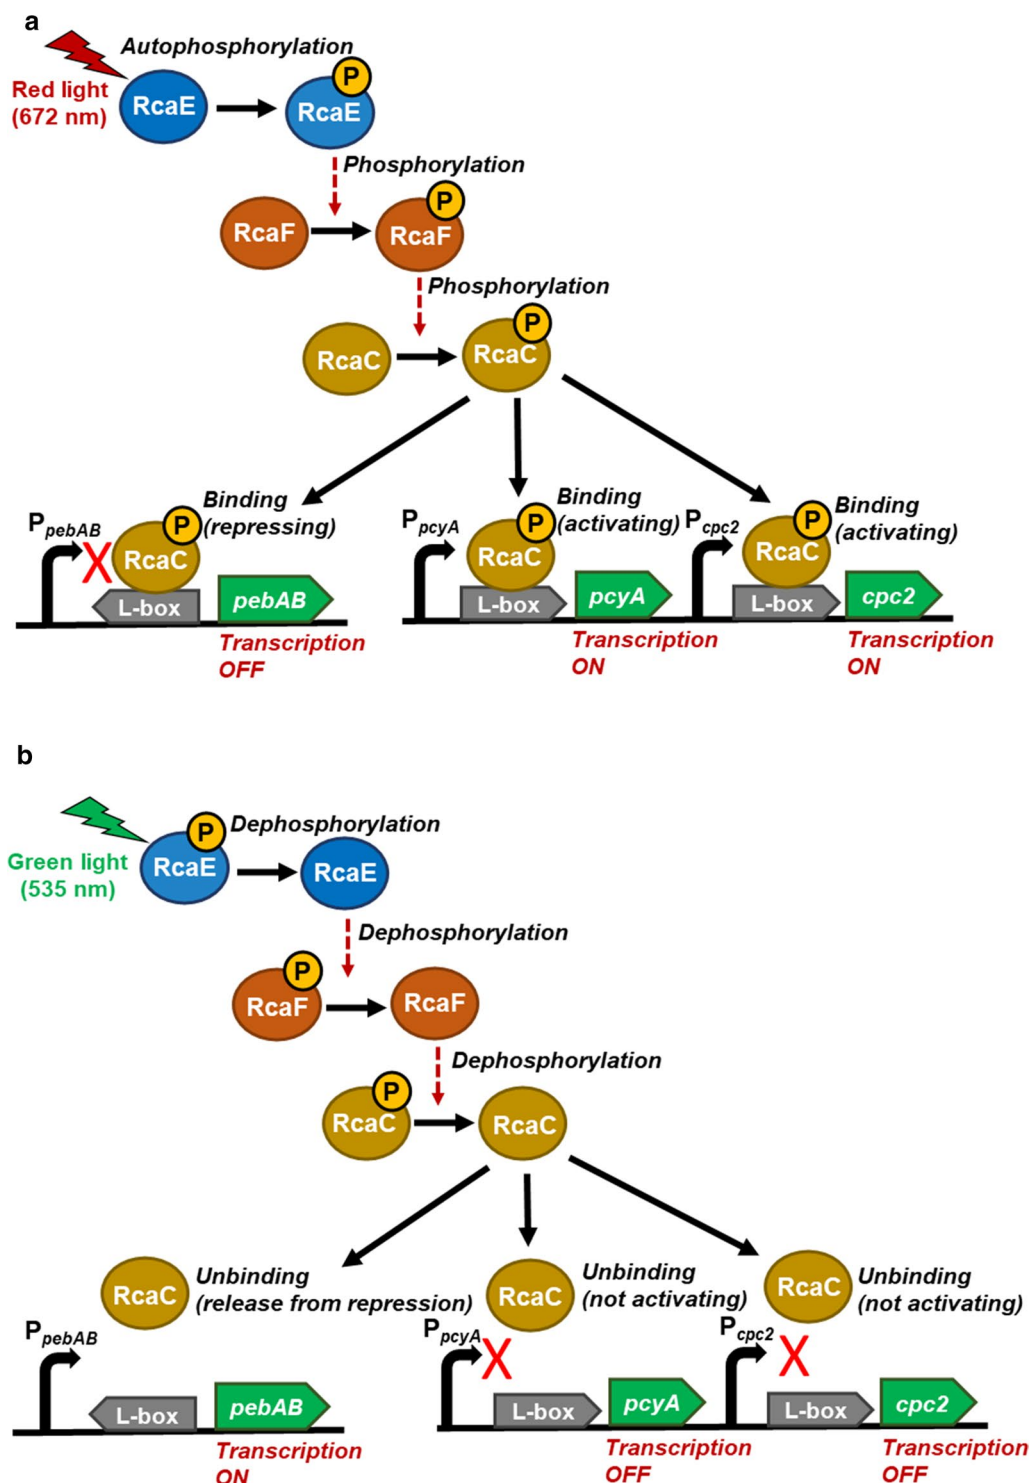 a
Autophosphorylation
Red light
(672 nm)
RcaE
P
RcaE
Phosphorylation
RcaF
P
RcaF
Phosphorylation
RcaC
P
RcaC
PpebAB
P
RcaC
Binding
(repressing)
L-box
pebAB
Transcription
OFF
PpcyA
P
RcaC
Binding
(activating)
L-box
pcyA
Transcription
ON
Pcpc2
P
RcaC
Binding
(activating)
L-box
cpc2
Transcription
ON
b
Green light
(535 nm)
P
RcaE
Dephosphorylation
RcaE
Dephosphorylation
P
RcaF
RcaF
Dephosphorylation
P
RcaC
RcaC
RcaC
Unbinding
(release from repression)
PpebAB
L-box
pebAB
Transcription
ON
RcaC
Unbinding
(not activating)
PpcyA
X
L-box
pcyA
Transcription
OFF
RcaC
Unbinding
(not activating)
Pcpc2
X
L-box
cpc2
Transcription
OFF